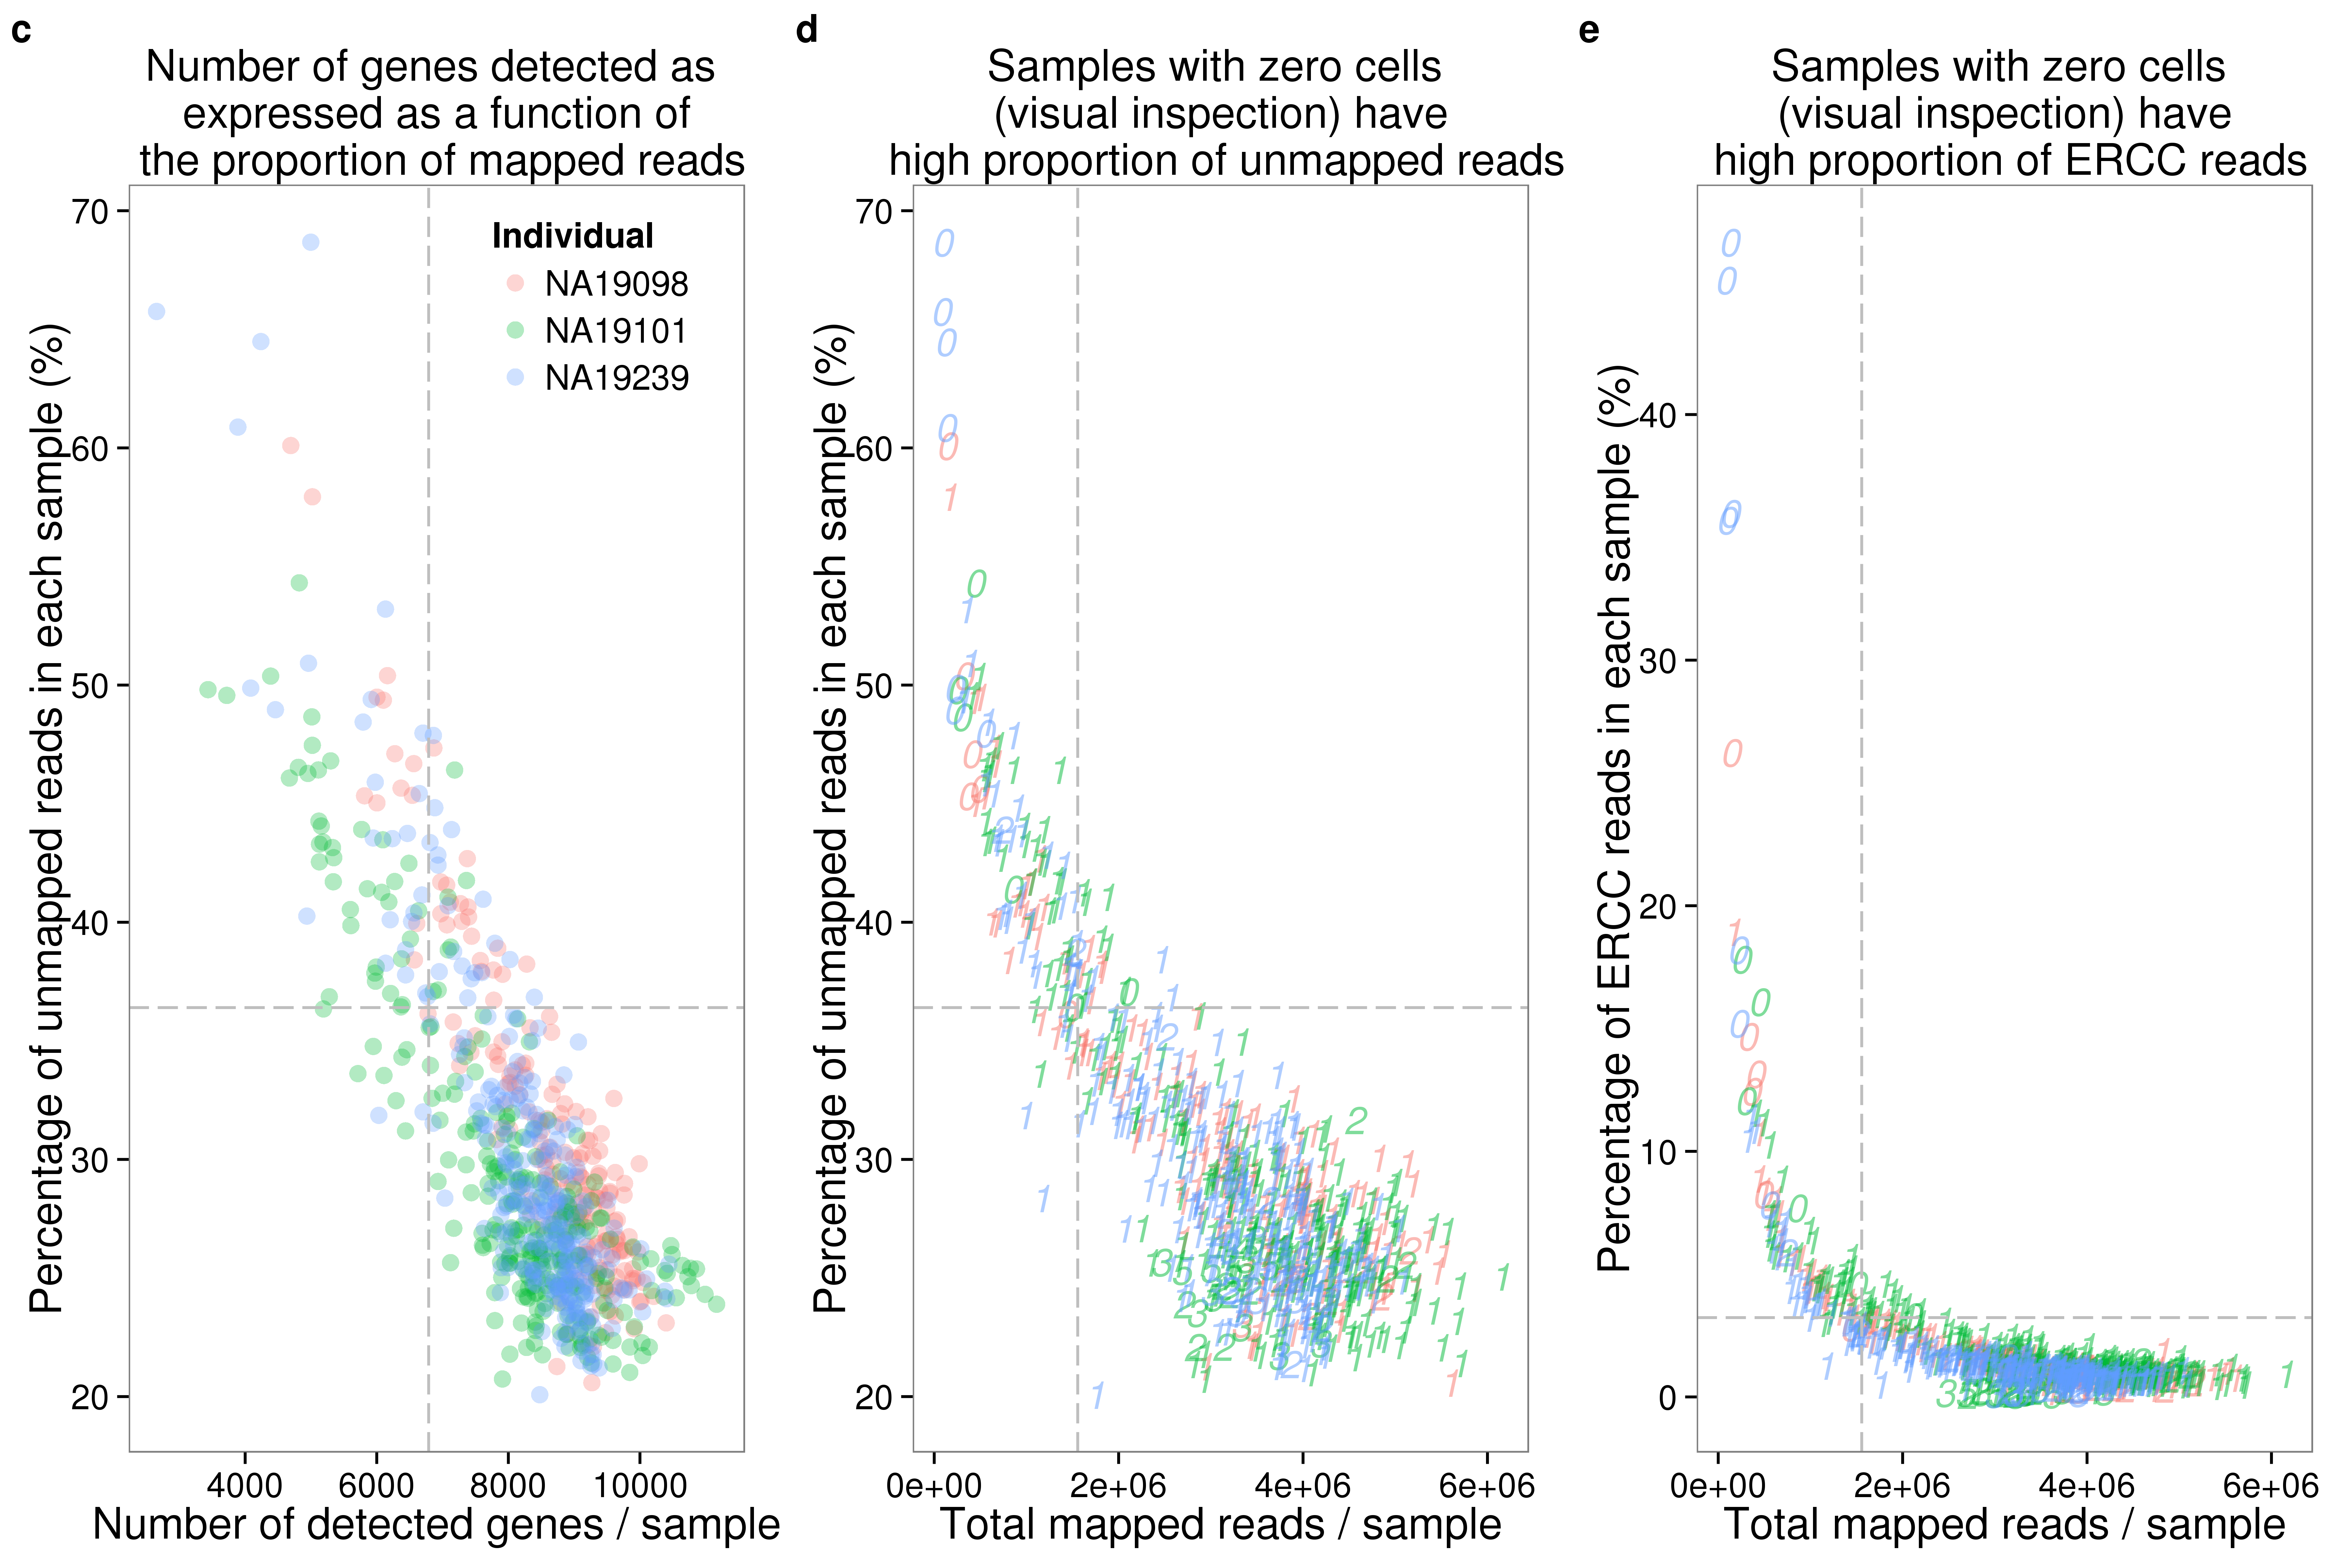 c
Number of genes detected as
expressed as a function of
the proportion of mapped reads
Percentage of unmapped reads in each sample (%)
70
60
50
40
30
20
Individual
NA19098
NA19101
NA19239
4000 6000 8000 10000
Number of detected genes / sample
d
Samples with zero cells
(visual inspection) have
high proportion of unmapped reads
Percentage of unmapped reads in each sample (%)
70
60
50
40
30
20
0e+00 2e+06 4e+06 6e+06
Total mapped reads / sample
e
Samples with zero cells
(visual inspection) have
high proportion of ERCC reads
Percentage of ERCC reads in each sample (%)
40
30
20
10
0
0e+00 2e+06 4e+06 6e+06
Total mapped reads / sample